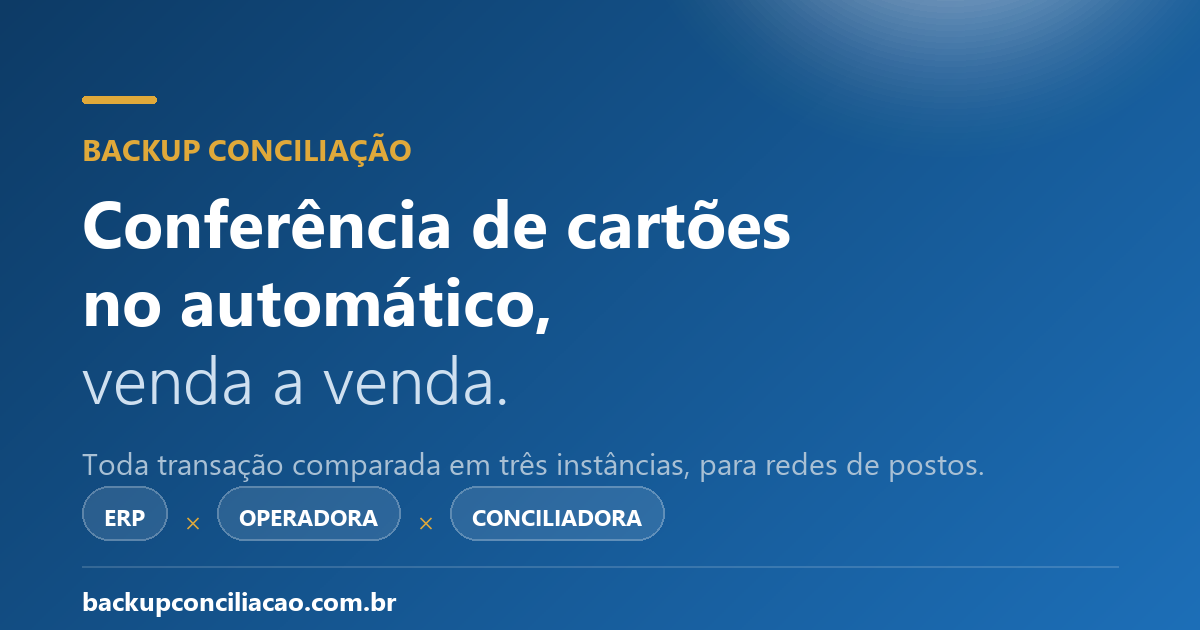 BACKUP CONCILIAÇÃO
Conferência de cartões
no automático,
venda a venda.
Toda transação comparada em três instâncias, para redes de postos.
ERP × OPERADORA × CONCILIADORA
backupconciliacao.com.br